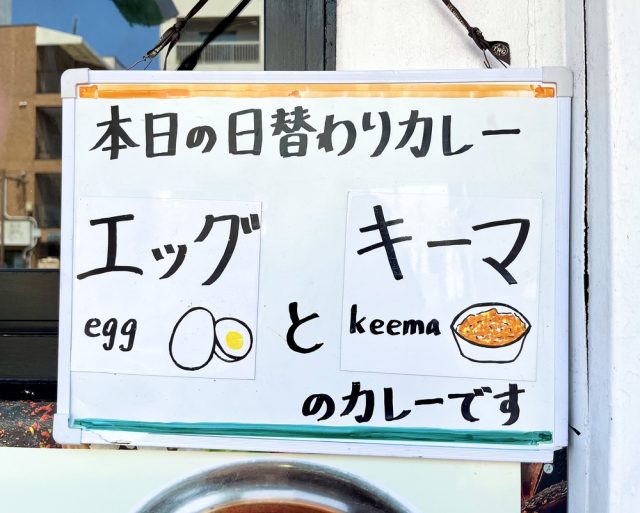 本日の日替わりカレー
エッグ
egg
と
キーマ
keema
のカレーです